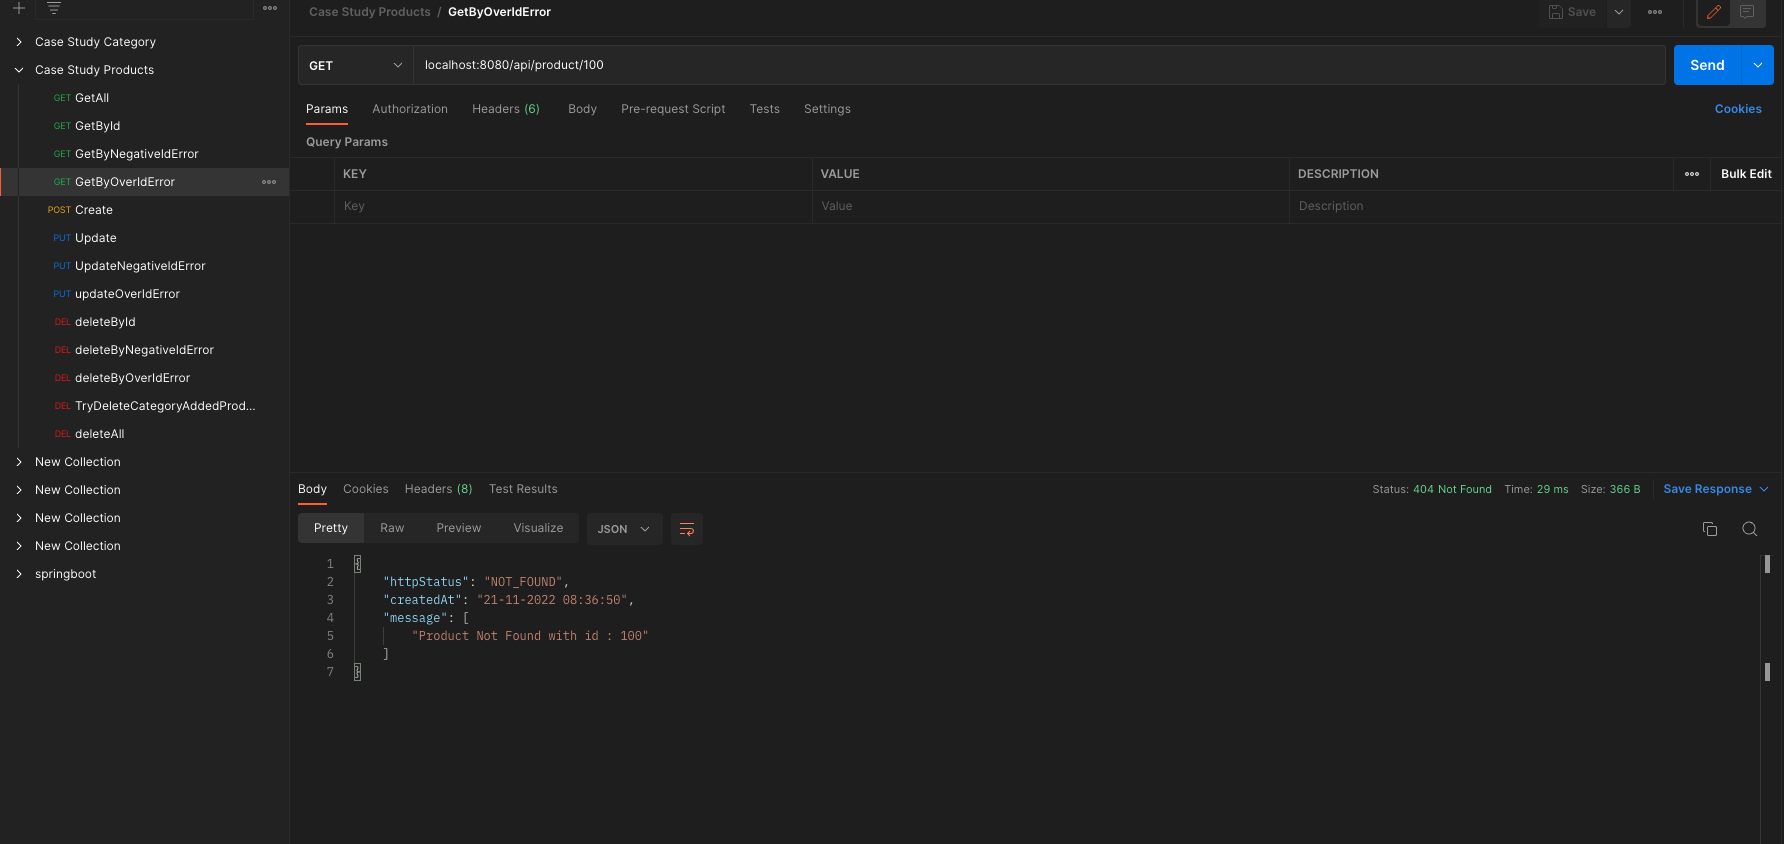 Case Study Products / GetByOverIdError
Save
Case Study Category
Case Study Products
GET GetAll
GET GetById
GET GetByNegativeIdError
GET GetByOverIdError
POST Create
PUT Update
PUT UpdateNegativeIdError
PUT updateOverIdError
DEL deleteById
DEL deleteByNegativeIdError
DEL deleteByOverIdError
DEL TryDeleteCategoryAddedProd...
DEL deleteAll
New Collection
New Collection
New Collection
New Collection
springboot
GET localhost:8080/api/product/100 Send
Params Authorization Headers (6) Body Pre-request Script Tests Settings Cookies
Query Params
KEY VALUE DESCRIPTION Bulk Edit
Key Value Description
Body Cookies Headers (8) Test Results Status: 404 Not Found Time: 29 ms Size: 366 B Save Response
Pretty Raw Preview Visualize JSON
1 {
2 "httpStatus": "NOT_FOUND",
3 "createdAt": "21-11-2022 08:36:50",
4 "message": [
5 "Product Not Found with id : 100"
6 ]
7 }